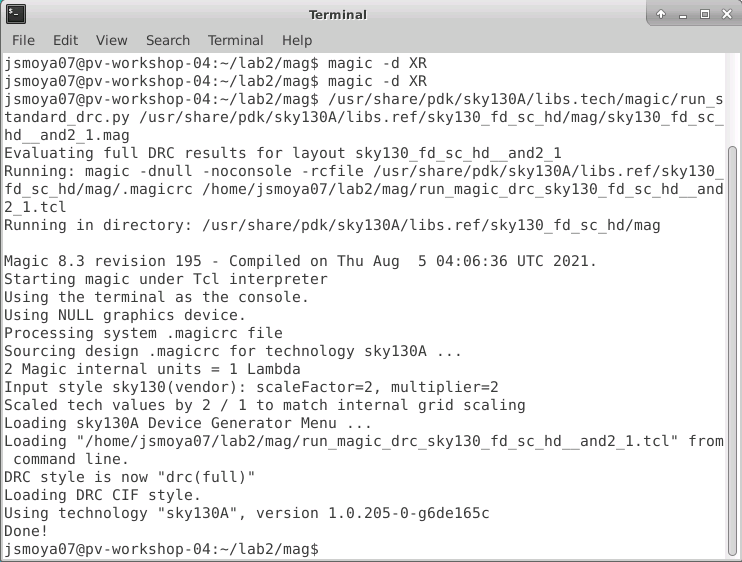 Terminal
File Edit View Search Terminal Help
jsmoya07@pv-workshop-04:~/lab2/mag$ magic -d XR
jsmoya07@pv-workshop-04:~/lab2/mag$ magic -d XR
jsmoya07@pv-workshop-04:~/lab2/mag$ /usr/share/pdk/sky130A/libs.tech/magic/run_s
tandard_drc.py /usr/share/pdk/sky130A/libs.ref/sky130_fd_sc_hd/mag/sky130_fd_sc_
hd__and2_1.mag
Evaluating full DRC results for layout sky130_fd_sc_hd__and2_1
Running: magic -dnull -noconsole -rcfile /usr/share/pdk/sky130A/libs.ref/sky130_
fd_sc_hd/mag/.magicrc /home/jsmoya07/lab2/mag/run_magic_drc_sky130_fd_sc_hd__and
2_1.tcl
Running in directory: /usr/share/pdk/sky130A/libs.ref/sky130_fd_sc_hd/mag

Magic 8.3 revision 195 - Compiled on Thu Aug  5 04:06:36 UTC 2021.
Starting magic under Tcl interpreter
Using the terminal as the console.
Using NULL graphics device.
Processing system .magicrc file
Sourcing design .magicrc for technology sky130A ...
2 Magic internal units = 1 Lambda
Input style sky130(vendor): scaleFactor=2, multiplier=2
Scaled tech values by 2 / 1 to match internal grid scaling
Loading sky130A Device Generator Menu ...
Loading "/home/jsmoya07/lab2/mag/run_magic_drc_sky130_fd_sc_hd__and2_1.tcl" from
 command line.
DRC style is now "drc(full)"
Loading DRC CIF style.
Using technology "sky130A", version 1.0.205-0-g6de165c
Done!
jsmoya07@pv-workshop-04:~/lab2/mag$